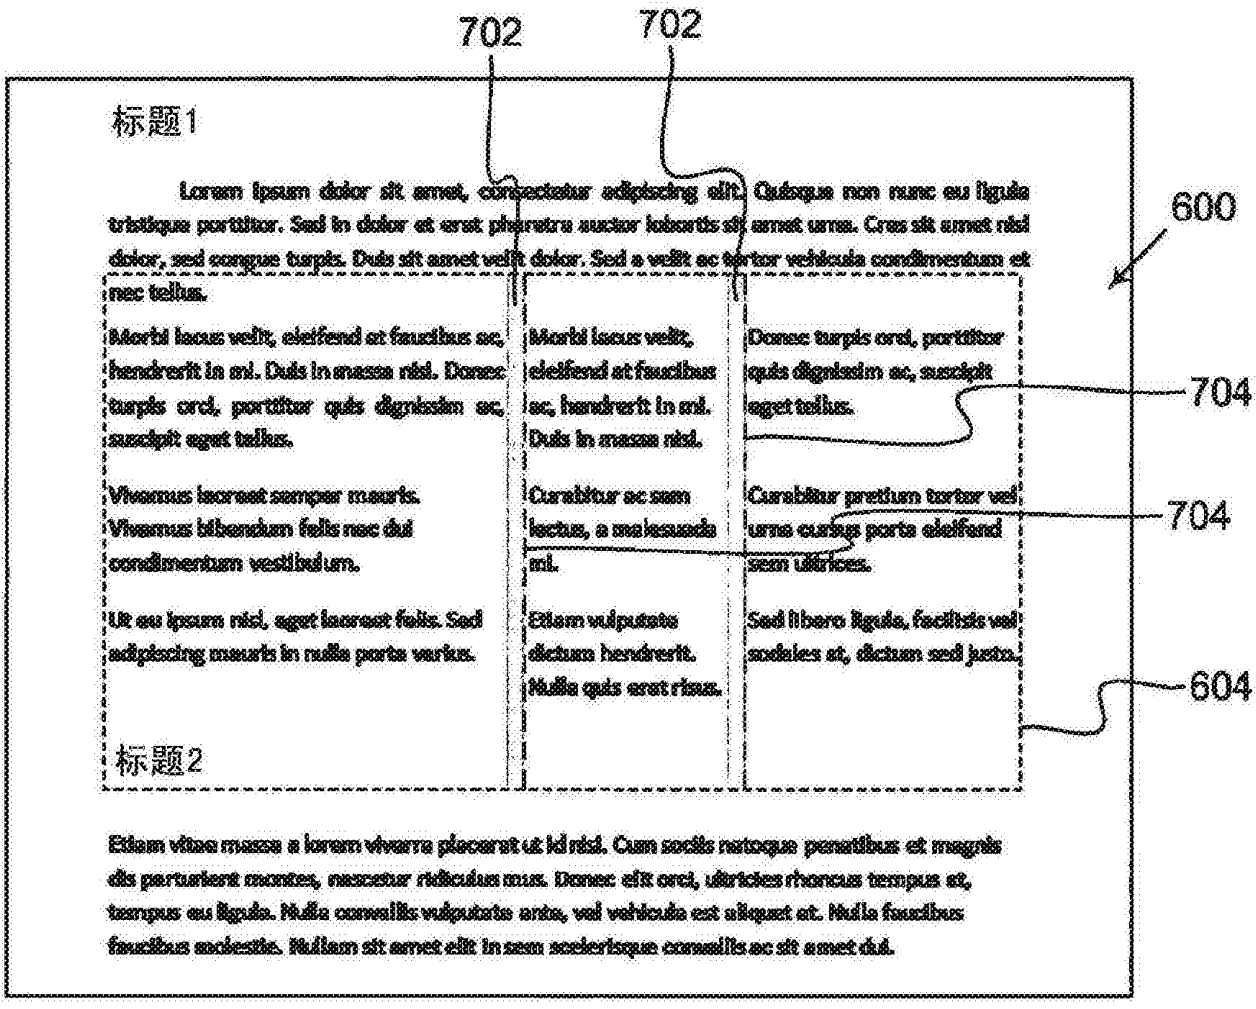 702
702
标题1
Lorem ipsum dolor sit amet, consectetur adipiscing elit. Quisque non nunc eu ligula
tristique porttitor. Sed in dolor et erat pharetra auctor lobortis sit amet urna. Cras sit amet nisl
600
dolor, sed congue turpis. Duis sit amet velit dolor. Sed a velit ac tortor vehicula condimentum et
nec tellus.
Morbi lacus velit, eleifend at faucibus ac,
hendrerit in mi. Duis in massa nisl. Donec
turpis orci, porttitor quis dignissim ac,
suscipit eget tellus.
Vivamus laoreet semper mauris.
Vivamus bibendum felis nec dui
condimentum vestibulum.
Ut eu ipsum nisl, eget laoreet felis. Sed
adipiscing mauris in nulla porta varius.
Morbi lacus velit,
eleifend at faucibus
ac, hendrerit in mi.
Duis in massa nisl.
Curabitur ac sem
lectus, a malesuada
mi.
Etiam vulputate
dictum hendrerit.
Nulla quis erat risus.
Donec turpis orci, porttitor
quis dignissim ac, suscipit
eget tellus.
Curabitur pretium tortor vel
urna cursus porta eleifend
sem ultrices.
Sed libero ligula, facilisis vel
sodales at, dictum sed justo.
704
704
604
标题2
Etiam vitae massa a lorem viverra placerat ut id nisl. Cum sociis natoque penatibus et magnis
dis parturient montes, nascetur ridiculus mus. Donec elit orci, ultricies rhoncus tempus at,
tempus eu ligula. Nulla convallis vulputate ante, vel vehicula est aliquet at. Nulla faucibus
faucibus molestie. Nullam sit amet elit in sem scelerisque convallis ac sit amet dui.